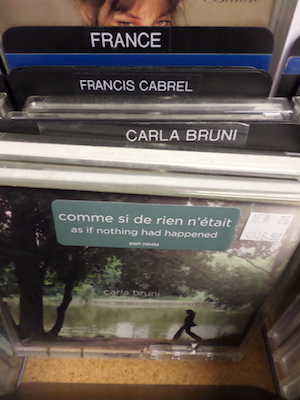 FRANCE
FRANCIS CABREL
CARLA BRUNI
comme si de rien n'était
as if nothing had happened
carla bruni